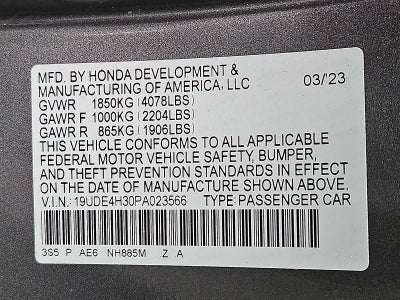 MFD. BY HONDA DEVELOPMENT &
MANUFACTURING OF AMERICA, LLC 03/23
GVWR 1850KG (4078LBS)
GAWR F 1000KG (2204LBS)
GAWR R 865KG (1906LBS)
THIS VEHICLE CONFORMS TO ALL APPLICABLE
FEDERAL MOTOR VEHICLE SAFETY, BUMPER,
AND THEFT PREVENTION STANDARDS IN EFFECT
ON THE DATE OF MANUFACTURE SHOWN ABOVE.
V.I.N.: 19UDE4H30PA023566 TYPE: PASSENGER CAR
3S5 P AE6 NH885M Z A